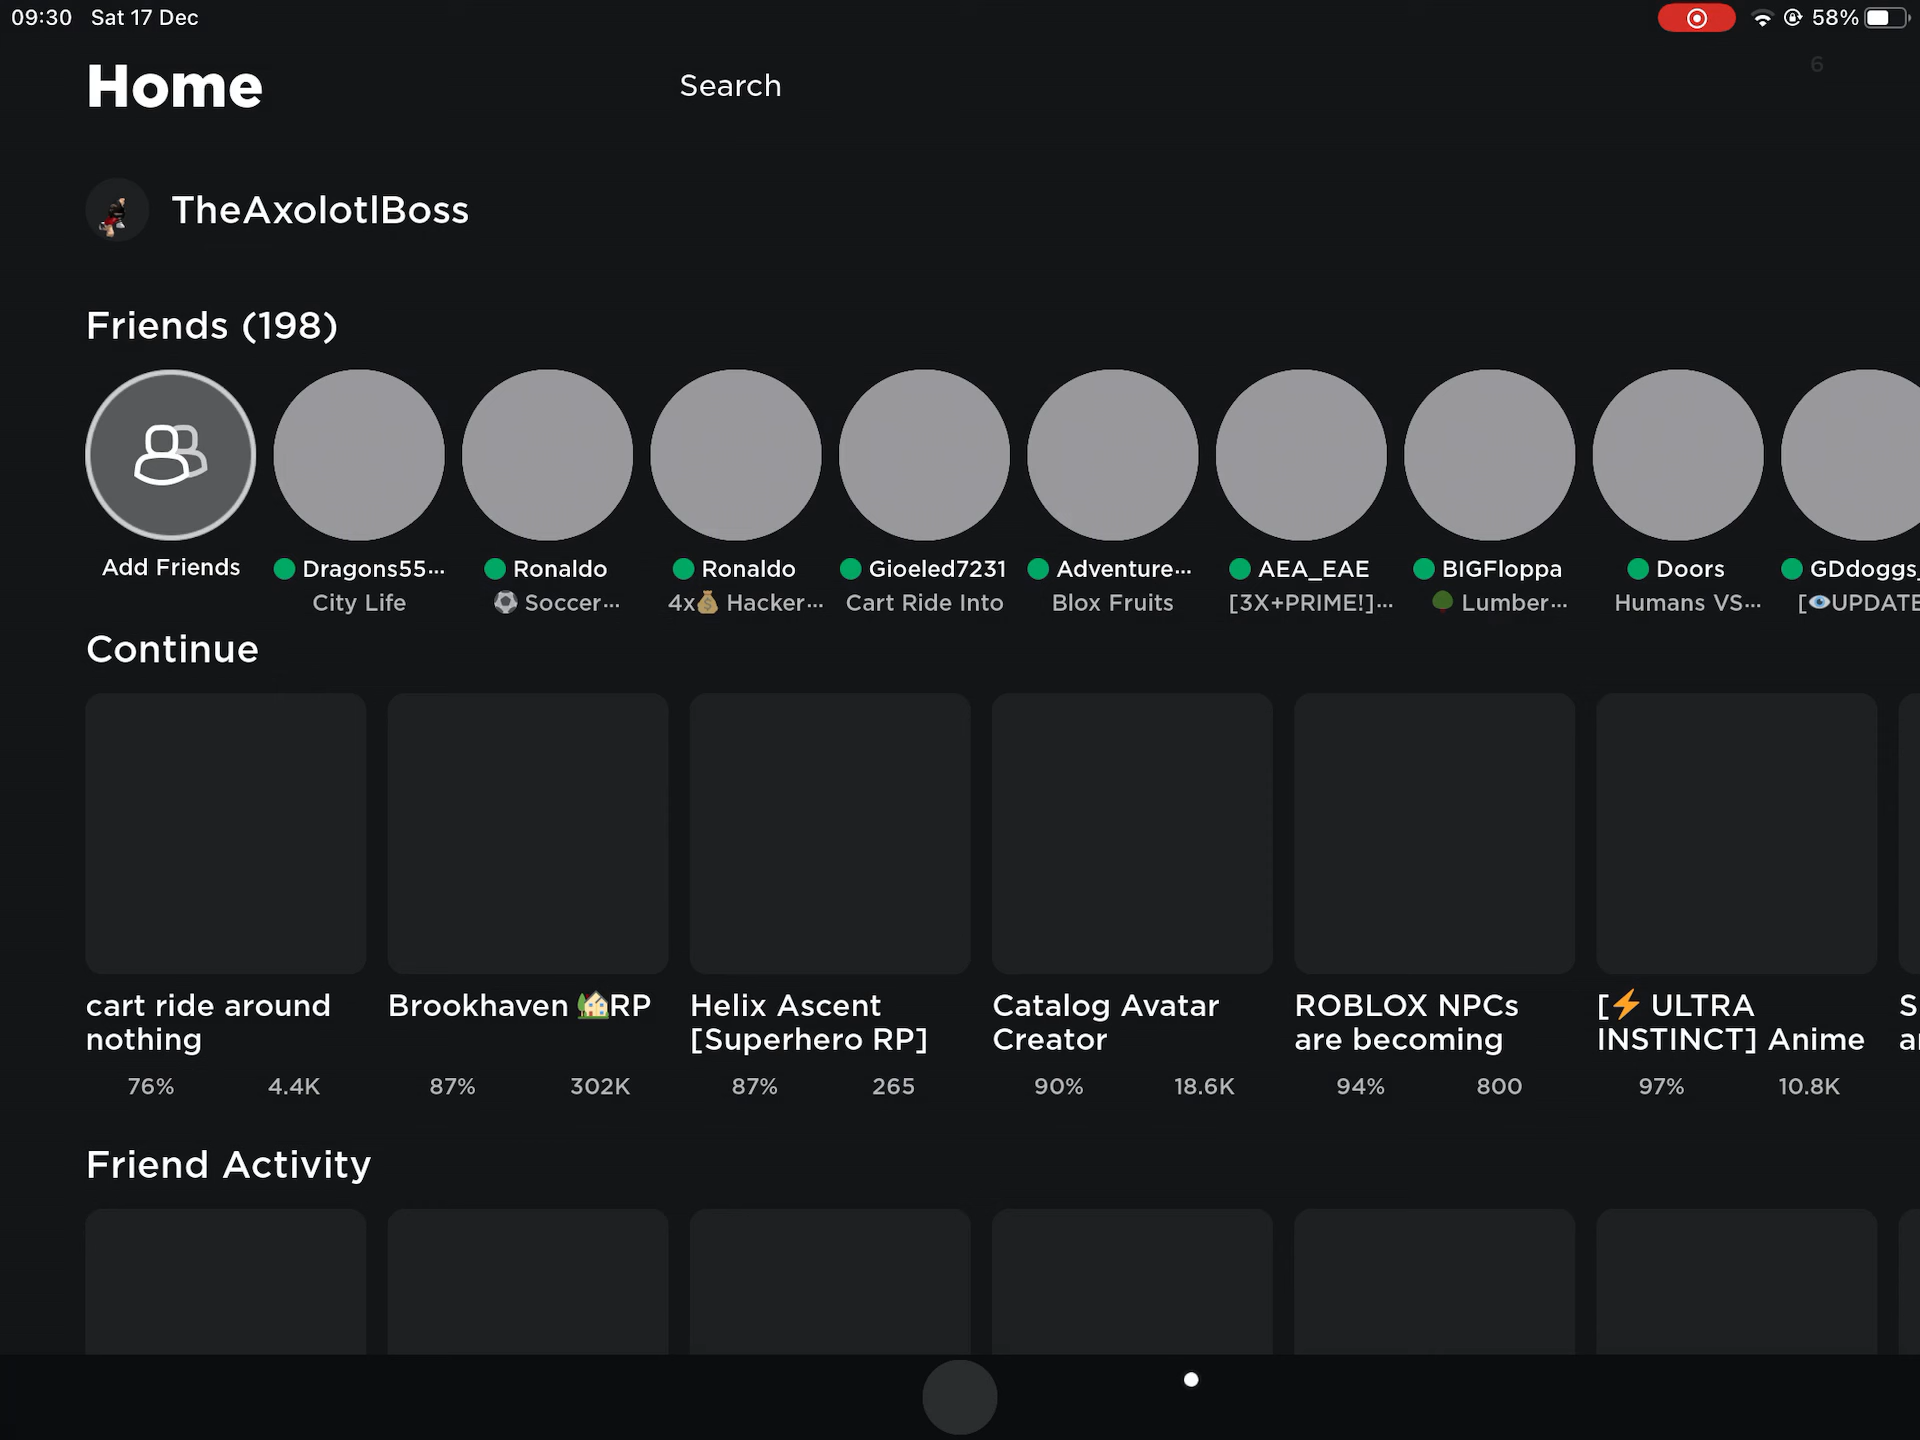 09:30 Sat 17 Dec 58%
6
Home Search
TheAxolotlBoss
Friends (198)
Add Friends Dragons55... Ronaldo Ronaldo Gioeled7231 Adventure... AEA_EAE BIGFloppa Doors GDdoggs_
City Life ⚽ Soccer... 4x💰 Hacker... Cart Ride Into Blox Fruits [3X+PRIME!]... 🌳 Lumber... Humans VS... [👁️UPDATE
Continue
cart ride around Brookhaven 🏡RP Helix Ascent Catalog Avatar ROBLOX NPCs [⚡ ULTRA S
nothing [Superhero RP] Creator are becoming INSTINCT] Anime a
76% 4.4K 87% 302K 87% 265 90% 18.6K 94% 800 97% 10.8K
Friend Activity